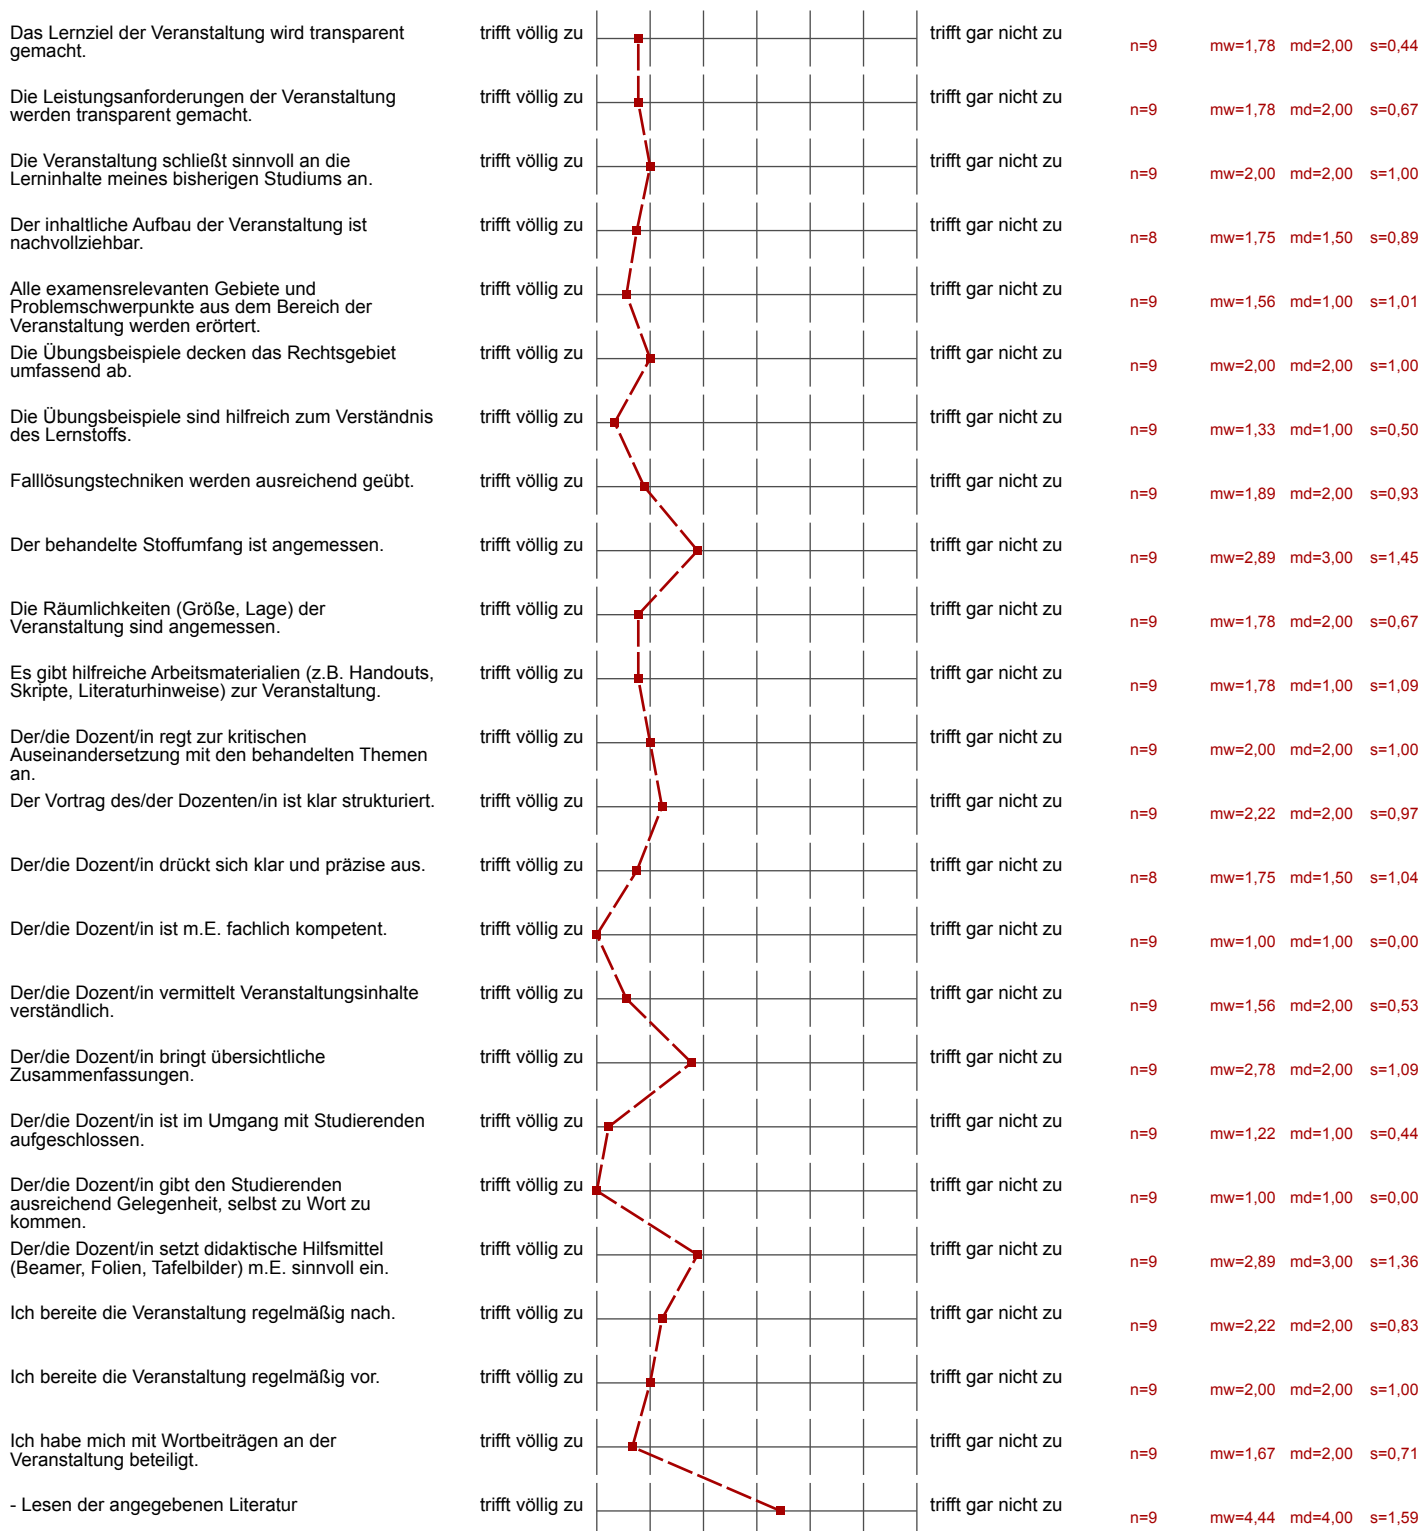 Das Lernziel der Veranstaltung wird transparent
gemacht.
trifft völlig zu
trifft gar nicht zu
n=9 mw=1,78 md=2,00 s=0,44
Die Leistungsanforderungen der Veranstaltung
werden transparent gemacht.
trifft völlig zu
trifft gar nicht zu
n=9 mw=1,78 md=2,00 s=0,67
Die Veranstaltung schließt sinnvoll an die
Lerninhalte meines bisherigen Studiums an.
trifft völlig zu
trifft gar nicht zu
n=9 mw=2,00 md=2,00 s=1,00
Der inhaltliche Aufbau der Veranstaltung ist
nachvollziehbar.
trifft völlig zu
trifft gar nicht zu
n=8 mw=1,75 md=1,50 s=0,89
Alle examensrelevanten Gebiete und
Problemschwerpunkte aus dem Bereich der
Veranstaltung werden erörtert.
trifft völlig zu
trifft gar nicht zu
n=9 mw=1,56 md=1,00 s=1,01
Die Übungsbeispiele decken das Rechtsgebiet
umfassend ab.
trifft völlig zu
trifft gar nicht zu
n=9 mw=2,00 md=2,00 s=1,00
Die Übungsbeispiele sind hilfreich zum Verständnis
des Lernstoffs.
trifft völlig zu
trifft gar nicht zu
n=9 mw=1,33 md=1,00 s=0,50
Falllösungstechniken werden ausreichend geübt.
trifft völlig zu
trifft gar nicht zu
n=9 mw=1,89 md=2,00 s=0,93
Der behandelte Stoffumfang ist angemessen.
trifft völlig zu
trifft gar nicht zu
n=9 mw=2,89 md=3,00 s=1,45
Die Räumlichkeiten (Größe, Lage) der
Veranstaltung sind angemessen.
trifft völlig zu
trifft gar nicht zu
n=9 mw=1,78 md=2,00 s=0,67
Es gibt hilfreiche Arbeitsmaterialien (z.B. Handouts,
Skripte, Literaturhinweise) zur Veranstaltung.
trifft völlig zu
trifft gar nicht zu
n=9 mw=1,78 md=1,00 s=1,09
Der/die Dozent/in regt zur kritischen
Auseinandersetzung mit den behandelten Themen
an.
trifft völlig zu
trifft gar nicht zu
n=9 mw=2,00 md=2,00 s=1,00
Der Vortrag des/der Dozenten/in ist klar strukturiert.
trifft völlig zu
trifft gar nicht zu
n=9 mw=2,22 md=2,00 s=0,97
Der/die Dozent/in drückt sich klar und präzise aus.
trifft völlig zu
trifft gar nicht zu
n=8 mw=1,75 md=1,50 s=1,04
Der/die Dozent/in ist m.E. fachlich kompetent.
trifft völlig zu
trifft gar nicht zu
n=9 mw=1,00 md=1,00 s=0,00
Der/die Dozent/in vermittelt Veranstaltungsinhalte
verständlich.
trifft völlig zu
trifft gar nicht zu
n=9 mw=1,56 md=2,00 s=0,53
Der/die Dozent/in bringt übersichtliche
Zusammenfassungen.
trifft völlig zu
trifft gar nicht zu
n=9 mw=2,78 md=2,00 s=1,09
Der/die Dozent/in ist im Umgang mit Studierenden
aufgeschlossen.
trifft völlig zu
trifft gar nicht zu
n=9 mw=1,22 md=1,00 s=0,44
Der/die Dozent/in gibt den Studierenden
ausreichend Gelegenheit, selbst zu Wort zu
kommen.
trifft völlig zu
trifft gar nicht zu
n=9 mw=1,00 md=1,00 s=0,00
Der/die Dozent/in setzt didaktische Hilfsmittel
(Beamer, Folien, Tafelbilder) m.E. sinnvoll ein.
trifft völlig zu
trifft gar nicht zu
n=9 mw=2,89 md=3,00 s=1,36
Ich bereite die Veranstaltung regelmäßig nach.
trifft völlig zu
trifft gar nicht zu
n=9 mw=2,22 md=2,00 s=0,83
Ich bereite die Veranstaltung regelmäßig vor.
trifft völlig zu
trifft gar nicht zu
n=9 mw=2,00 md=2,00 s=1,00
Ich habe mich mit Wortbeiträgen an der
Veranstaltung beteiligt.
trifft völlig zu
trifft gar nicht zu
n=9 mw=1,67 md=2,00 s=0,71
- Lesen der angegebenen Literatur
trifft völlig zu
trifft gar nicht zu
n=9 mw=4,44 md=4,00 s=1,59